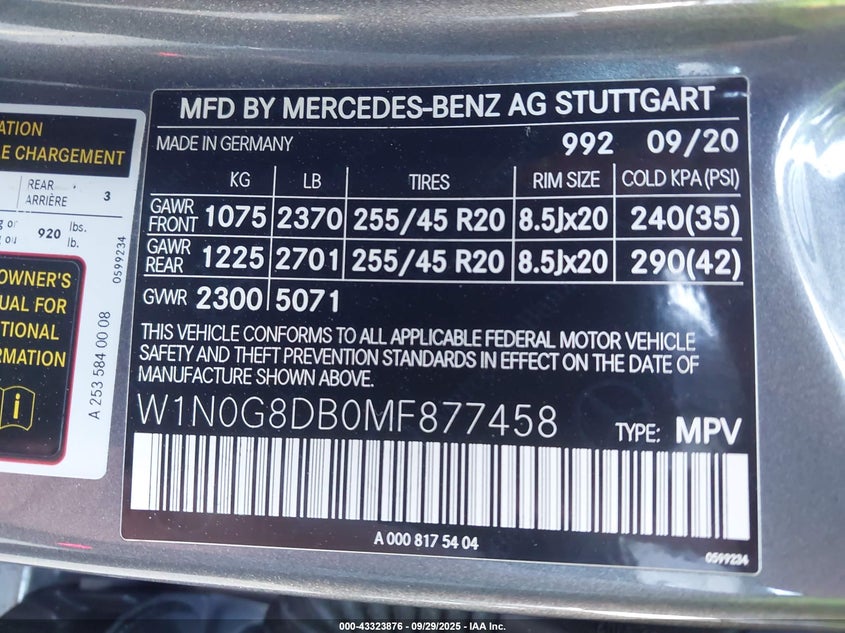 MFD BY MERCEDES-BENZ AG STUTTGART
MADE IN GERMANY 992 09/20
KG LB TIRES RIM SIZE COLD KPA(PSI)
GAWR FRONT 1075 2370 255/45 R20 8.5Jx20 240(35)
GAWR REAR 1225 2701 255/45 R20 8.5Jx20 290(42)
GVWR 2300 5071
THIS VEHICLE CONFORMS TO ALL APPLICABLE FEDERAL MOTOR VEHICLE
SAFETY AND THEFT PREVENTION STANDARDS IN EFFECT ON THE DATE OF
MANUFACTURE SHOWN ABOVE.
W1N0G8DB0MF877458 TYPE: MPV
A 000 817 54 04
0599234
CHARGEMENT
REAR
ARRIÈRE 3
920 lbs.
lb.
0599234
OWNER'S
FOR
A 253 584 00 08
000-43323876 - 09/29/2025 - IAA Inc.